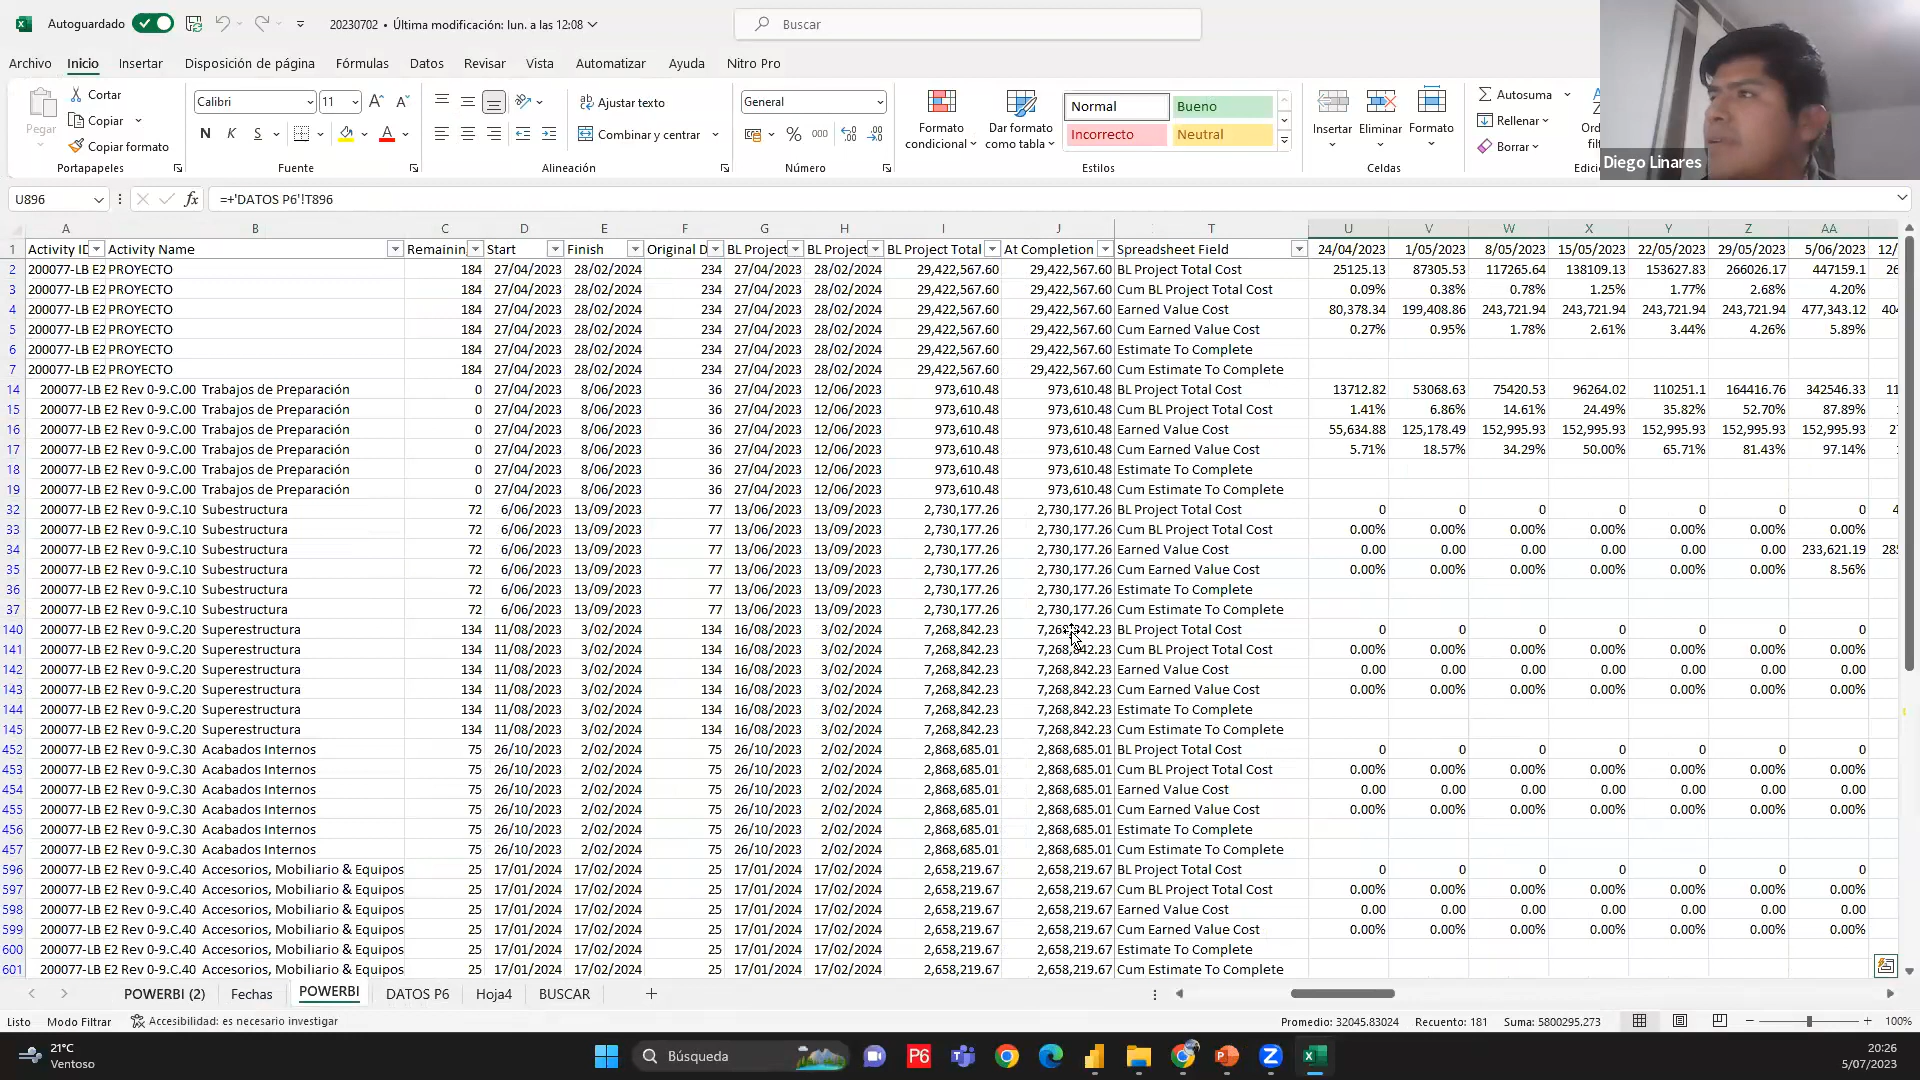 Autoguardado 20230702 • Última modificación: lun. a las 12:08 Buscar
Archivo Inicio Insertar Disposición de página Fórmulas Datos Revisar Vista Automatizar Ayuda Nitro Pro
Pegar Cortar Copiar Copiar formato Portapapeles
Calibri 11 N K S Fuente
Ajustar texto Combinar y centrar Alineación
General % 000 Número
Formato condicional Dar formato como tabla Normal Bueno Incorrecto Neutral Estilos
Insertar Eliminar Formato Celdas
Autosuma Rellenar Borrar
Diego Linares
U896 fx =+'DATOS P6'!T896
A B C D E F G H I J T U V W X Y Z AA
1 Activity ID Activity Name Remainin Start Finish Original D BL Project BL Project BL Project Total At Completion Spreadsheet Field 24/04/2023 1/05/2023 8/05/2023 15/05/2023 22/05/2023 29/05/2023 5/06/2023 12/
2 200077-LB E2 PROYECTO 184 27/04/2023 28/02/2024 234 27/04/2023 28/02/2024 29,422,567.60 29,422,567.60 BL Project Total Cost 25125.13 87305.53 117265.64 138109.13 153627.83 266026.17 447159.1 26
3 200077-LB E2 PROYECTO 184 27/04/2023 28/02/2024 234 27/04/2023 28/02/2024 29,422,567.60 29,422,567.60 Cum BL Project Total Cost 0.09% 0.38% 0.78% 1.25% 1.77% 2.68% 4.20%
4 200077-LB E2 PROYECTO 184 27/04/2023 28/02/2024 234 27/04/2023 28/02/2024 29,422,567.60 29,422,567.60 Earned Value Cost 80,378.34 199,408.86 243,721.94 243,721.94 243,721.94 243,721.94 477,343.12 404
5 200077-LB E2 PROYECTO 184 27/04/2023 28/02/2024 234 27/04/2023 28/02/2024 29,422,567.60 29,422,567.60 Cum Earned Value Cost 0.27% 0.95% 1.78% 2.61% 3.44% 4.26% 5.89%
6 200077-LB E2 PROYECTO 184 27/04/2023 28/02/2024 234 27/04/2023 28/02/2024 29,422,567.60 29,422,567.60 Estimate To Complete
7 200077-LB E2 PROYECTO 184 27/04/2023 28/02/2024 234 27/04/2023 28/02/2024 29,422,567.60 29,422,567.60 Cum Estimate To Complete
14 200077-LB E2 Rev 0-9.C.00 Trabajos de Preparación 0 27/04/2023 8/06/2023 36 27/04/2023 12/06/2023 973,610.48 973,610.48 BL Project Total Cost 13712.82 53068.63 75420.53 96264.02 110251.1 164416.76 342546.33 11
15 200077-LB E2 Rev 0-9.C.00 Trabajos de Preparación 0 27/04/2023 8/06/2023 36 27/04/2023 12/06/2023 973,610.48 973,610.48 Cum BL Project Total Cost 1.41% 6.86% 14.61% 24.49% 35.82% 52.70% 87.89%
16 200077-LB E2 Rev 0-9.C.00 Trabajos de Preparación 0 27/04/2023 8/06/2023 36 27/04/2023 12/06/2023 973,610.48 973,610.48 Earned Value Cost 55,634.88 125,178.49 152,995.93 152,995.93 152,995.93 152,995.93 152,995.93 27
17 200077-LB E2 Rev 0-9.C.00 Trabajos de Preparación 0 27/04/2023 8/06/2023 36 27/04/2023 12/06/2023 973,610.48 973,610.48 Cum Earned Value Cost 5.71% 18.57% 34.29% 50.00% 65.71% 81.43% 97.14%
18 200077-LB E2 Rev 0-9.C.00 Trabajos de Preparación 0 27/04/2023 8/06/2023 36 27/04/2023 12/06/2023 973,610.48 973,610.48 Estimate To Complete
19 200077-LB E2 Rev 0-9.C.00 Trabajos de Preparación 0 27/04/2023 8/06/2023 36 27/04/2023 12/06/2023 973,610.48 973,610.48 Cum Estimate To Complete
32 200077-LB E2 Rev 0-9.C.10 Subestructura 72 6/06/2023 13/09/2023 77 13/06/2023 13/09/2023 2,730,177.26 2,730,177.26 BL Project Total Cost 0 0 0 0 0 0 0 4
33 200077-LB E2 Rev 0-9.C.10 Subestructura 72 6/06/2023 13/09/2023 77 13/06/2023 13/09/2023 2,730,177.26 2,730,177.26 Cum BL Project Total Cost 0.00% 0.00% 0.00% 0.00% 0.00% 0.00% 0.00%
34 200077-LB E2 Rev 0-9.C.10 Subestructura 72 6/06/2023 13/09/2023 77 13/06/2023 13/09/2023 2,730,177.26 2,730,177.26 Earned Value Cost 0.00 0.00 0.00 0.00 0.00 0.00 233,621.19 285
35 200077-LB E2 Rev 0-9.C.10 Subestructura 72 6/06/2023 13/09/2023 77 13/06/2023 13/09/2023 2,730,177.26 2,730,177.26 Cum Earned Value Cost 0.00% 0.00% 0.00% 0.00% 0.00% 0.00% 8.56%
36 200077-LB E2 Rev 0-9.C.10 Subestructura 72 6/06/2023 13/09/2023 77 13/06/2023 13/09/2023 2,730,177.26 2,730,177.26 Estimate To Complete
37 200077-LB E2 Rev 0-9.C.10 Subestructura 72 6/06/2023 13/09/2023 77 13/06/2023 13/09/2023 2,730,177.26 2,730,177.26 Cum Estimate To Complete
140 200077-LB E2 Rev 0-9.C.20 Superestructura 134 11/08/2023 3/02/2024 134 16/08/2023 3/02/2024 7,268,842.23 7,268,842.23 BL Project Total Cost 0 0 0 0 0 0 0
141 200077-LB E2 Rev 0-9.C.20 Superestructura 134 11/08/2023 3/02/2024 134 16/08/2023 3/02/2024 7,268,842.23 7,268,842.23 Cum BL Project Total Cost 0.00% 0.00% 0.00% 0.00% 0.00% 0.00% 0.00%
142 200077-LB E2 Rev 0-9.C.20 Superestructura 134 11/08/2023 3/02/2024 134 16/08/2023 3/02/2024 7,268,842.23 7,268,842.23 Earned Value Cost 0.00 0.00 0.00 0.00 0.00 0.00 0.00
143 200077-LB E2 Rev 0-9.C.20 Superestructura 134 11/08/2023 3/02/2024 134 16/08/2023 3/02/2024 7,268,842.23 7,268,842.23 Cum Earned Value Cost 0.00% 0.00% 0.00% 0.00% 0.00% 0.00% 0.00%
144 200077-LB E2 Rev 0-9.C.20 Superestructura 134 11/08/2023 3/02/2024 134 16/08/2023 3/02/2024 7,268,842.23 7,268,842.23 Estimate To Complete
145 200077-LB E2 Rev 0-9.C.20 Superestructura 134 11/08/2023 3/02/2024 134 16/08/2023 3/02/2024 7,268,842.23 7,268,842.23 Cum Estimate To Complete
452 200077-LB E2 Rev 0-9.C.30 Acabados Internos 75 26/10/2023 2/02/2024 75 26/10/2023 2/02/2024 2,868,685.01 2,868,685.01 BL Project Total Cost 0 0 0 0 0 0 0
453 200077-LB E2 Rev 0-9.C.30 Acabados Internos 75 26/10/2023 2/02/2024 75 26/10/2023 2/02/2024 2,868,685.01 2,868,685.01 Cum BL Project Total Cost 0.00% 0.00% 0.00% 0.00% 0.00% 0.00% 0.00%
454 200077-LB E2 Rev 0-9.C.30 Acabados Internos 75 26/10/2023 2/02/2024 75 26/10/2023 2/02/2024 2,868,685.01 2,868,685.01 Earned Value Cost 0.00 0.00 0.00 0.00 0.00 0.00 0.00
455 200077-LB E2 Rev 0-9.C.30 Acabados Internos 75 26/10/2023 2/02/2024 75 26/10/2023 2/02/2024 2,868,685.01 2,868,685.01 Cum Earned Value Cost 0.00% 0.00% 0.00% 0.00% 0.00% 0.00% 0.00%
456 200077-LB E2 Rev 0-9.C.30 Acabados Internos 75 26/10/2023 2/02/2024 75 26/10/2023 2/02/2024 2,868,685.01 2,868,685.01 Estimate To Complete
457 200077-LB E2 Rev 0-9.C.30 Acabados Internos 75 26/10/2023 2/02/2024 75 26/10/2023 2/02/2024 2,868,685.01 2,868,685.01 Cum Estimate To Complete
596 200077-LB E2 Rev 0-9.C.40 Accesorios, Mobiliario & Equipos 25 17/01/2024 17/02/2024 25 17/01/2024 17/02/2024 2,658,219.67 2,658,219.67 BL Project Total Cost 0 0 0 0 0 0 0
597 200077-LB E2 Rev 0-9.C.40 Accesorios, Mobiliario & Equipos 25 17/01/2024 17/02/2024 25 17/01/2024 17/02/2024 2,658,219.67 2,658,219.67 Cum BL Project Total Cost 0.00% 0.00% 0.00% 0.00% 0.00% 0.00% 0.00%
598 200077-LB E2 Rev 0-9.C.40 Accesorios, Mobiliario & Equipos 25 17/01/2024 17/02/2024 25 17/01/2024 17/02/2024 2,658,219.67 2,658,219.67 Earned Value Cost 0.00 0.00 0.00 0.00 0.00 0.00 0.00
599 200077-LB E2 Rev 0-9.C.40 Accesorios, Mobiliario & Equipos 25 17/01/2024 17/02/2024 25 17/01/2024 17/02/2024 2,658,219.67 2,658,219.67 Cum Earned Value Cost 0.00% 0.00% 0.00% 0.00% 0.00% 0.00% 0.00%
600 200077-LB E2 Rev 0-9.C.40 Accesorios, Mobiliario & Equipos 25 17/01/2024 17/02/2024 25 17/01/2024 17/02/2024 2,658,219.67 2,658,219.67 Estimate To Complete
601 200077-LB E2 Rev 0-9.C.40 Accesorios, Mobiliario & Equipos 25 17/01/2024 17/02/2024 25 17/01/2024 17/02/2024 2,658,219.67 2,658,219.67 Cum Estimate To Complete
POWERBI (2) Fechas POWERBI DATOS P6 Hoja4 BUSCAR
Listo Modo Filtrar Accesibilidad: es necesario investigar Promedio: 32045.83024 Recuento: 181 Suma: 5800295.273 100%
21°C Ventoso Búsqueda P6 20:26
5/07/2023